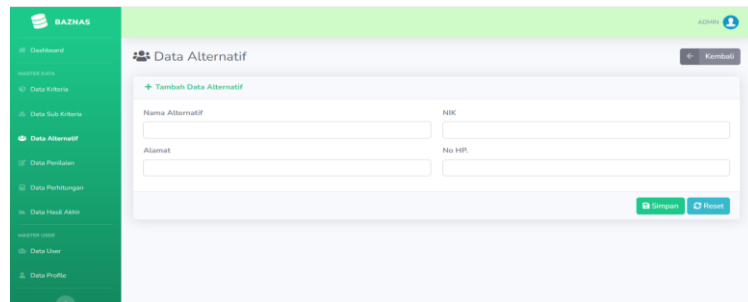 BAZNAS
ADMIN
Dashboard
MASTER DATA
Data Kriteria
Data Sub Kriteria
Data Alternatif
Data Penilaian
Data Perhitungan
Data Hasil Akhir
MASTER USER
Data User
Data Profile
Data Alternatif
Kembali
Tambah Data Alternatif
Nama Alternatif
NIK
Alamat
No HP.
Simpan
Reset